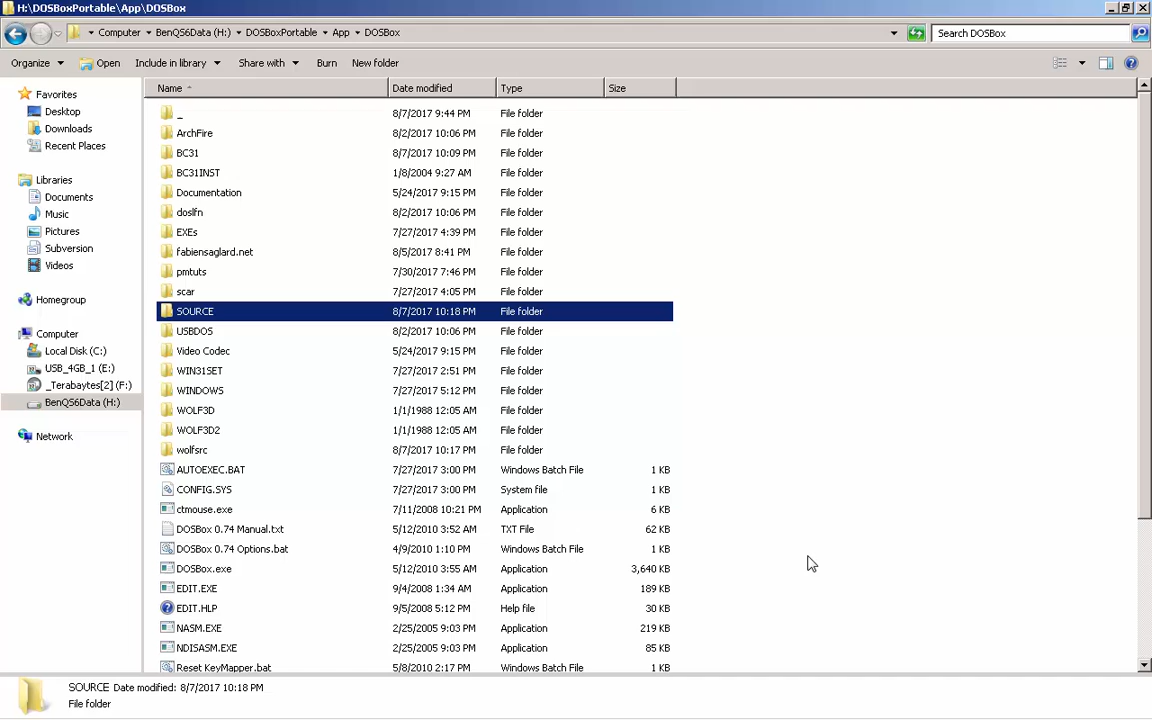 H:\DOSBoxPortable\App\DOSBox
Computer BenQS6Data (H:) DOSBoxPortable App DOSBox Search DOSBox
Organize Open Include in library Share with Burn New folder
Name Date modified Type Size
Favorites
Desktop
Downloads
Recent Places
Libraries
Documents
Music
Pictures
Subversion
Videos
Homegroup
Computer
Local Disk (C:)
USB_4GB_1 (E:)
_Terabaytes[2] (F:)
BenQS6Data (H:)
Network
_ 8/7/2017 9:44 PM File folder
ArchFire 8/2/2017 10:06 PM File folder
BC31 8/7/2017 10:09 PM File folder
BC31INST 1/8/2004 9:27 AM File folder
Documentation 5/24/2017 9:15 PM File folder
doslfn 8/2/2017 10:06 PM File folder
EXEs 7/27/2017 4:39 PM File folder
fabiensaglard.net 8/5/2017 8:41 PM File folder
pmtuts 7/30/2017 7:46 PM File folder
scar 7/27/2017 4:05 PM File folder
SOURCE 8/7/2017 10:18 PM File folder
USBDOS 8/2/2017 10:06 PM File folder
Video Codec 5/24/2017 9:15 PM File folder
WIN31SET 7/27/2017 2:51 PM File folder
WINDOWS 7/27/2017 5:12 PM File folder
WOLF3D 1/1/1988 12:05 AM File folder
WOLF3D2 1/1/1988 12:05 AM File folder
wolfsrc 8/7/2017 10:17 PM File folder
AUTOEXEC.BAT 7/27/2017 3:00 PM Windows Batch File 1 KB
CONFIG.SYS 7/27/2017 3:00 PM System file 1 KB
ctmouse.exe 7/11/2008 10:21 PM Application 6 KB
DOSBox 0.74 Manual.txt 5/12/2010 3:52 AM TXT File 62 KB
DOSBox 0.74 Options.bat 4/9/2010 1:10 PM Windows Batch File 1 KB
DOSBox.exe 5/12/2010 3:55 AM Application 3,640 KB
EDIT.EXE 9/4/2008 1:34 AM Application 189 KB
EDIT.HLP 9/5/2008 5:12 PM Help file 30 KB
NASM.EXE 2/25/2005 9:03 PM Application 219 KB
NDISASM.EXE 2/25/2005 9:03 PM Application 85 KB
Reset KeyMapper.bat 5/8/2010 2:17 PM Windows Batch File 1 KB
SOURCE Date modified: 8/7/2017 10:18 PM
File folder